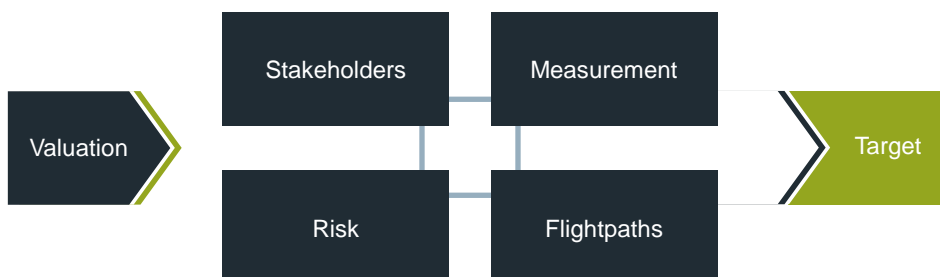 Valuation
Stakeholders
Measurement
Risk
Flightpaths
Target